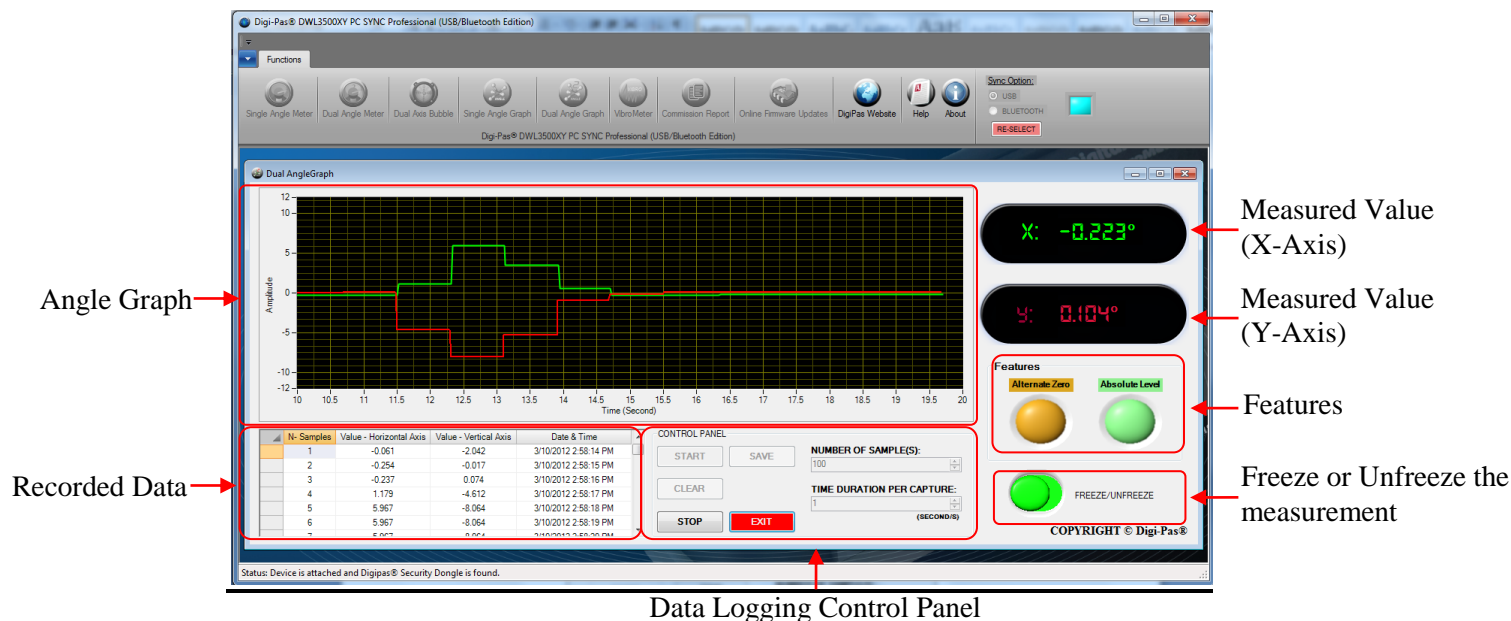 Digi-Pas® DWL3500XY PC SYNC Professional (USB/Bluetooth Edition)
Functions
Single Angle Meter
Dual Angle Meter
Dual Axis Bubble
Single Angle Graph
Dual Angle Graph
VibroMeter
Commission Report
Online Firmware Updates
DigiPas Website
Help
About
Digi-Pas® DWL3500XY PC SYNC Professional (USB/Bluetooth Edition)
Sync Option:
USB
BLUETOOTH
RE-SELECT
Dual AngleGraph
12
10
5
0
-5
-10
-12
Amplitude
10 10.5 11 11.5 12 12.5 13 13.5 14 14.5 15 15.5 16 16.5 17 17.5 18 18.5 19 19.5 20
Time (Second)
X: -0.223°
Y: 0.104°
Features
Alternate Zero
Absolute Level
FREEZE/UNFREEZE
COPYRIGHT © Digi-Pas®
N- Samples Value - Horizontal Axis Value - Vertical Axis Date & Time
1 -0.061 -2.042 3/10/2012 2:58:14 PM
2 -0.254 -0.017 3/10/2012 2:58:15 PM
3 -0.237 0.074 3/10/2012 2:58:16 PM
4 1.179 -4.612 3/10/2012 2:58:17 PM
5 5.967 -8.064 3/10/2012 2:58:18 PM
6 5.967 -8.064 3/10/2012 2:58:19 PM
7 5.967 -8.064 3/10/2012 2:58:20 PM
CONTROL PANEL
START
SAVE
CLEAR
STOP
EXIT
NUMBER OF SAMPLE(S):
100
TIME DURATION PER CAPTURE:
1
(SECOND/S)
Status: Device is attached and Digipas® Security Dongle is found.
Angle Graph
Recorded Data
Measured Value
(X-Axis)
Measured Value
(Y-Axis)
Features
Freeze or Unfreeze the
measurement
Data Logging Control Panel